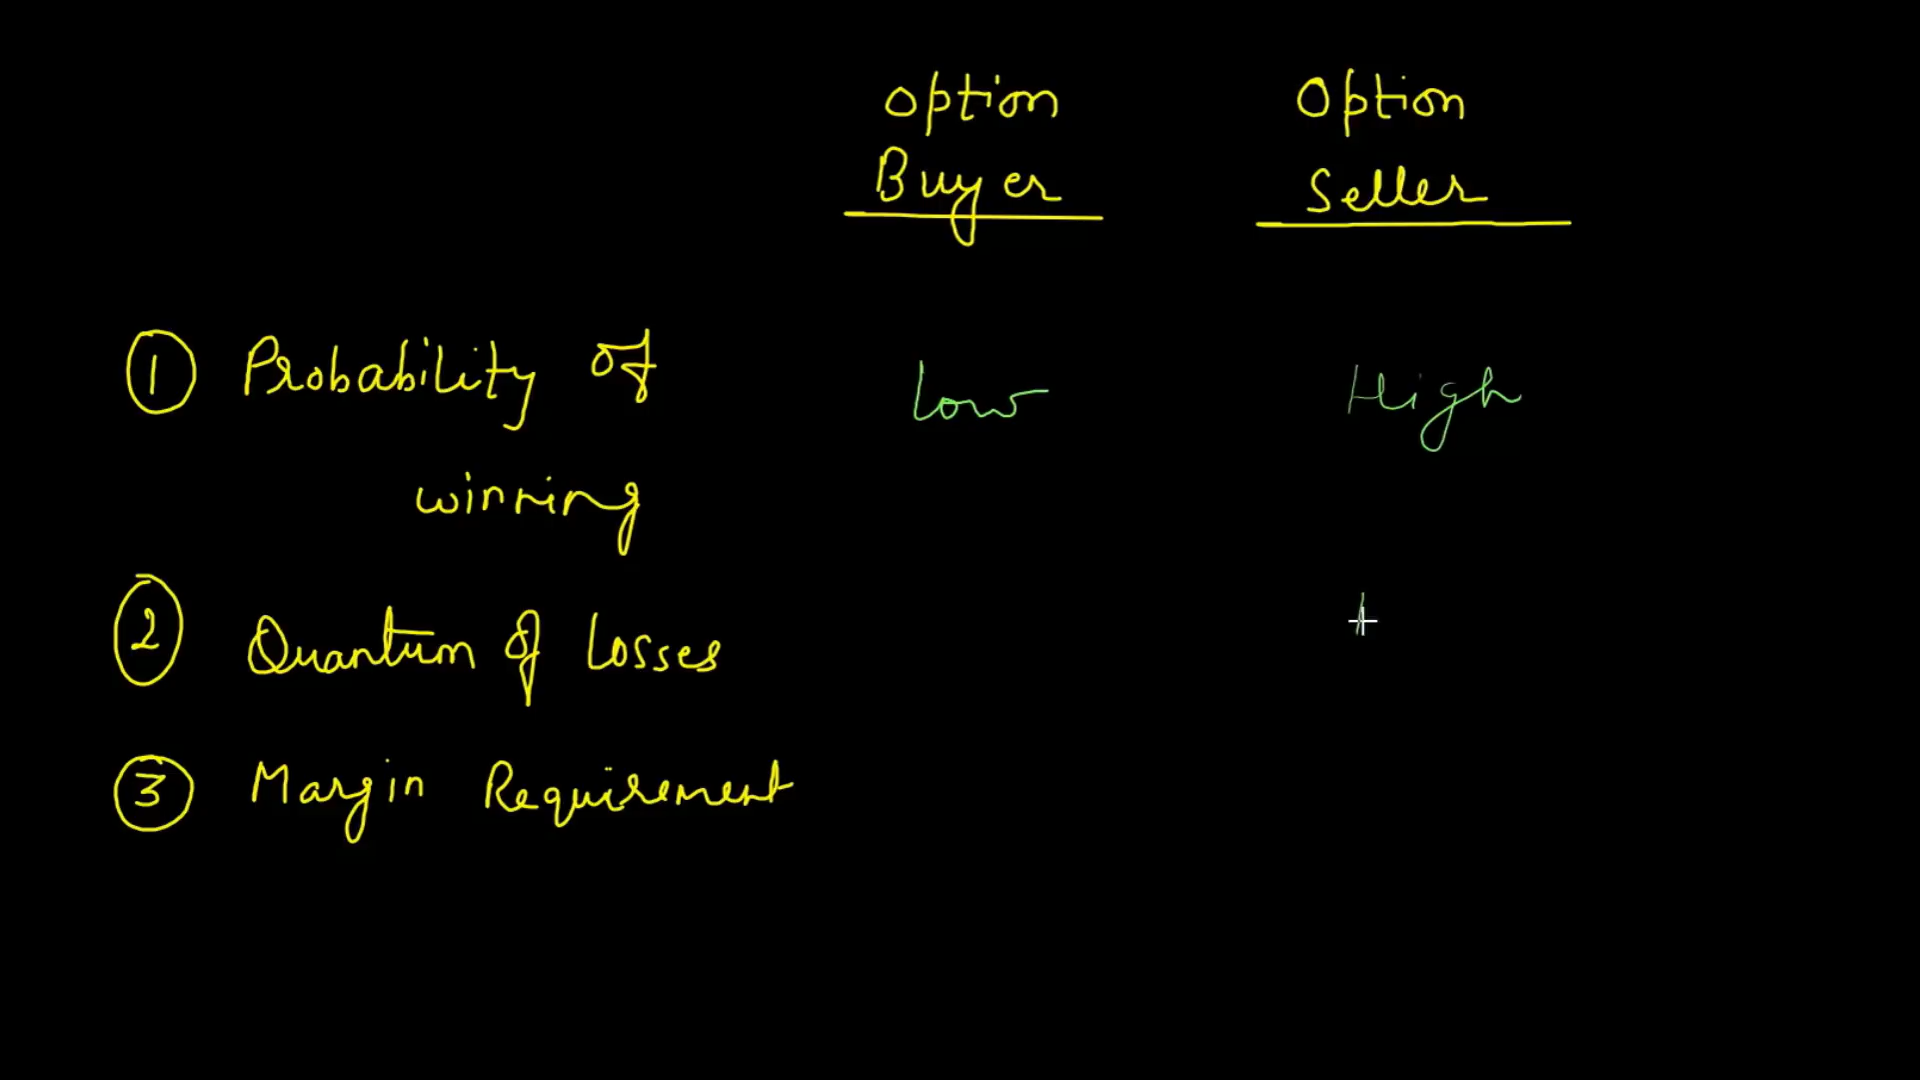 Option Option
Buyer Seller
1 Probability of Low High
winning
2 Quantum of Losses
3 Margin Requirement